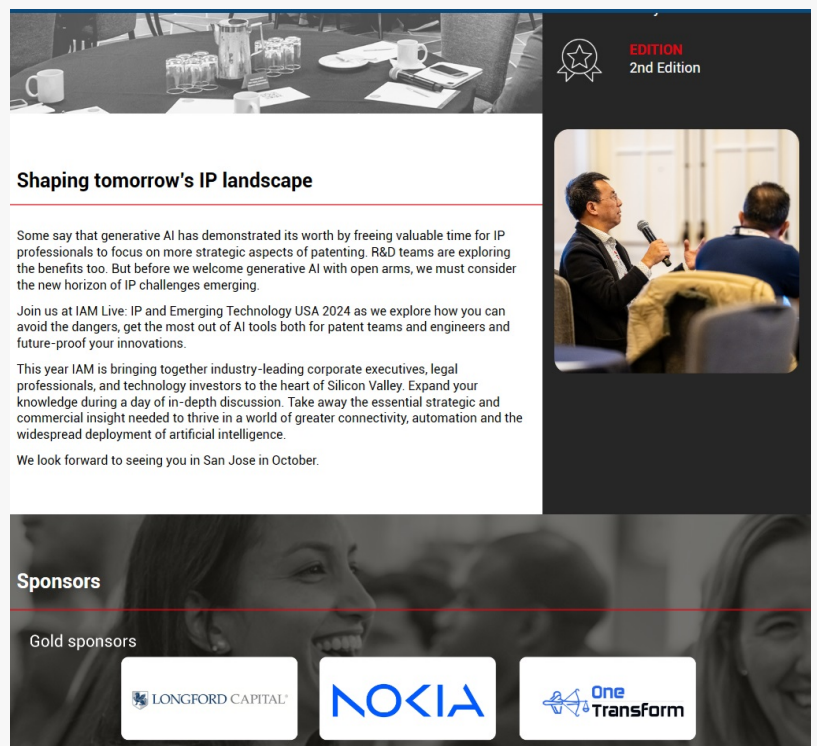 EDITION
2nd Edition
Shaping tomorrow's IP landscape
Some say that generative AI has demonstrated its worth by freeing valuable time for IP
professionals to focus on more strategic aspects of patenting. R&D teams are exploring
the benefits too. But before we welcome generative AI with open arms, we must consider
the new horizon of IP challenges emerging.
Join us at IAM Live: IP and Emerging Technology USA 2024 as we explore how you can
avoid the dangers, get the most out of AI tools both for patent teams and engineers and
future-proof your innovations.
This year IAM is bringing together industry-leading corporate executives, legal
professionals, and technology investors to the heart of Silicon Valley. Expand your
knowledge during a day of in-depth discussion. Take away the essential strategic and
commercial insight needed to thrive in a world of greater connectivity, automation and the
widespread deployment of artificial intelligence.
We look forward to seeing you in San Jose in October.
Sponsors
Gold sponsors
LONGFORD CAPITAL
NOKIA
One
Transform